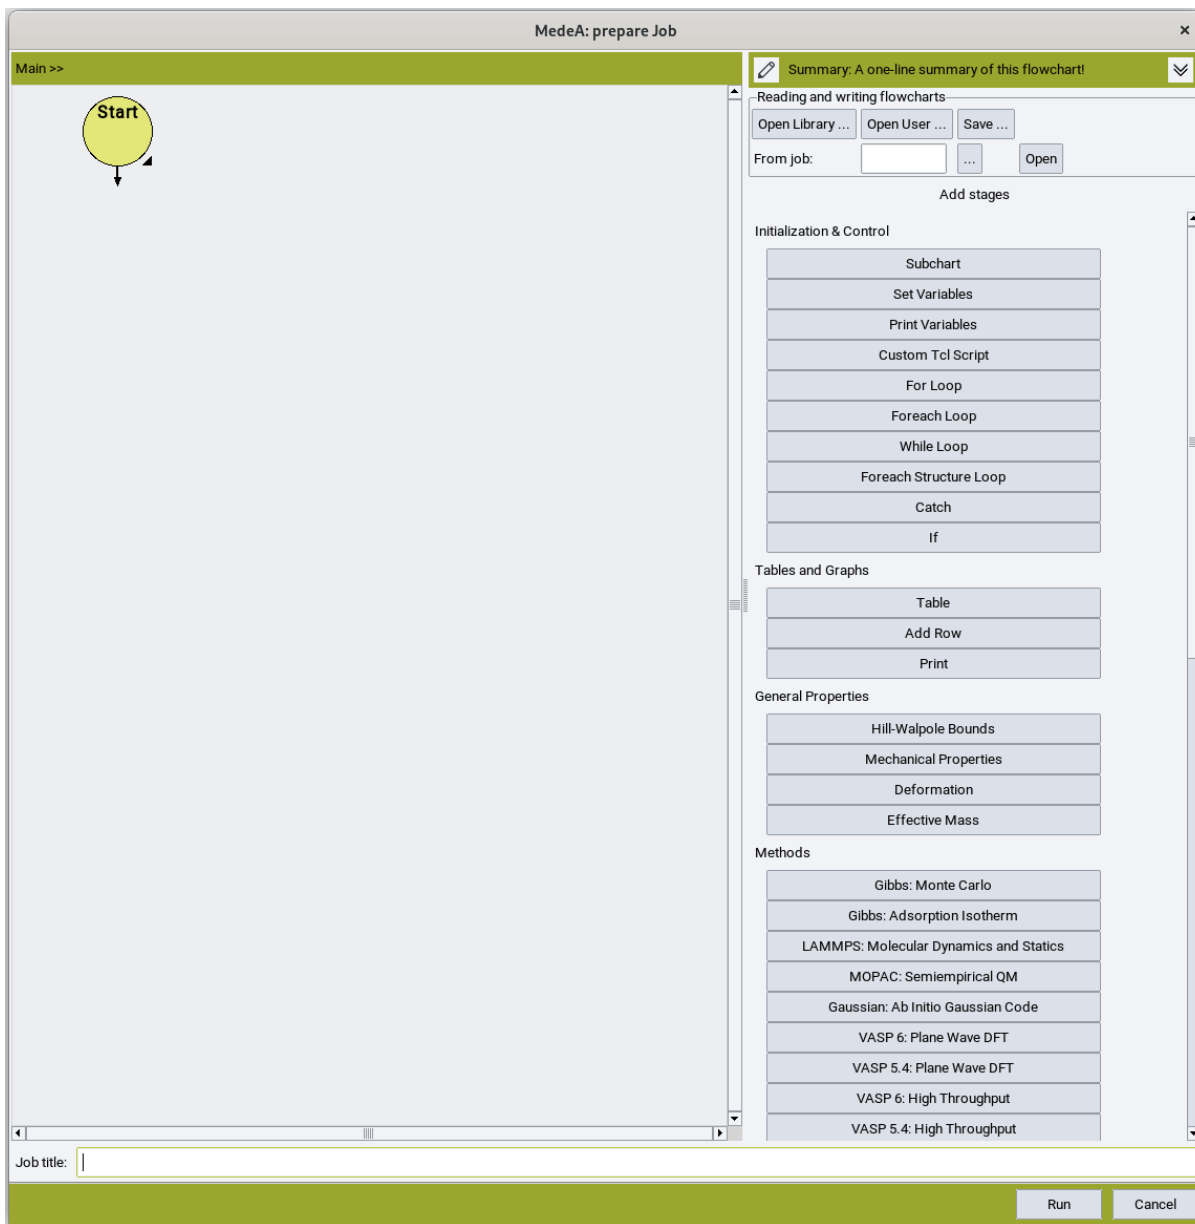 MedeA: prepare Job
Main >>
Start
Summary: A one-line summary of this flowchart!
Reading and writing flowcharts
Open Library ... Open User ... Save ...
From job: ... Open
Add stages
Initialization & Control
Subchart
Set Variables
Print Variables
Custom Tcl Script
For Loop
Foreach Loop
While Loop
Foreach Structure Loop
Catch
If
Tables and Graphs
Table
Add Row
Print
General Properties
Hill-Walpole Bounds
Mechanical Properties
Deformation
Effective Mass
Methods
Gibbs: Monte Carlo
Gibbs: Adsorption Isotherm
LAMMPS: Molecular Dynamics and Statics
MOPAC: Semiempirical QM
Gaussian: Ab Initio Gaussian Code
VASP 6: Plane Wave DFT
VASP 5.4: Plane Wave DFT
VASP 6: High Throughput
VASP 5.4: High Throughput
Job title:
Run Cancel